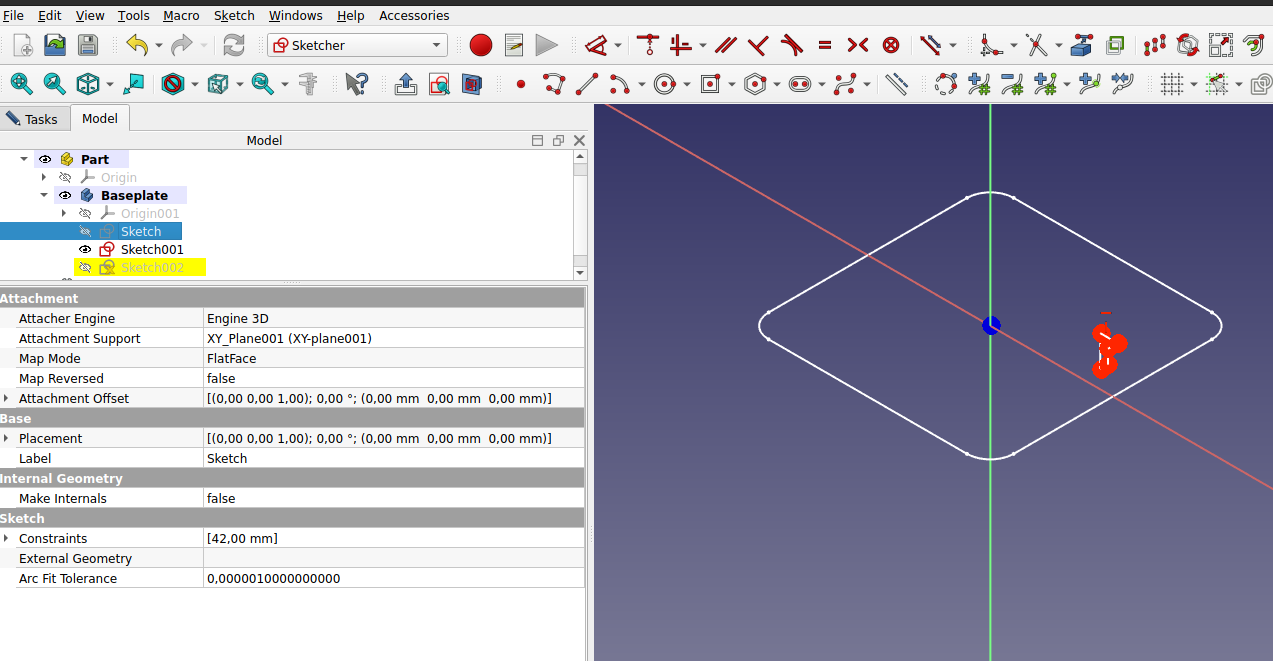 File Edit View Tools Macro Sketch Windows Help Accessories
Sketcher
Tasks Model
Model
Part
Origin
Baseplate
Origin001
Sketch
Sketch001
Sketch002
Attachment
Attacher Engine Engine 3D
Attachment Support XY_Plane001 (XY-plane001)
Map Mode FlatFace
Map Reversed false
Attachment Offset [(0,00 0,00 1,00); 0,00 °; (0,00 mm 0,00 mm 0,00 mm)]
Base
Placement [(0,00 0,00 1,00); 0,00 °; (0,00 mm 0,00 mm 0,00 mm)]
Label Sketch
Internal Geometry
Make Internals false
Sketch
Constraints [42,00 mm]
External Geometry
Arc Fit Tolerance 0,0000010000000000